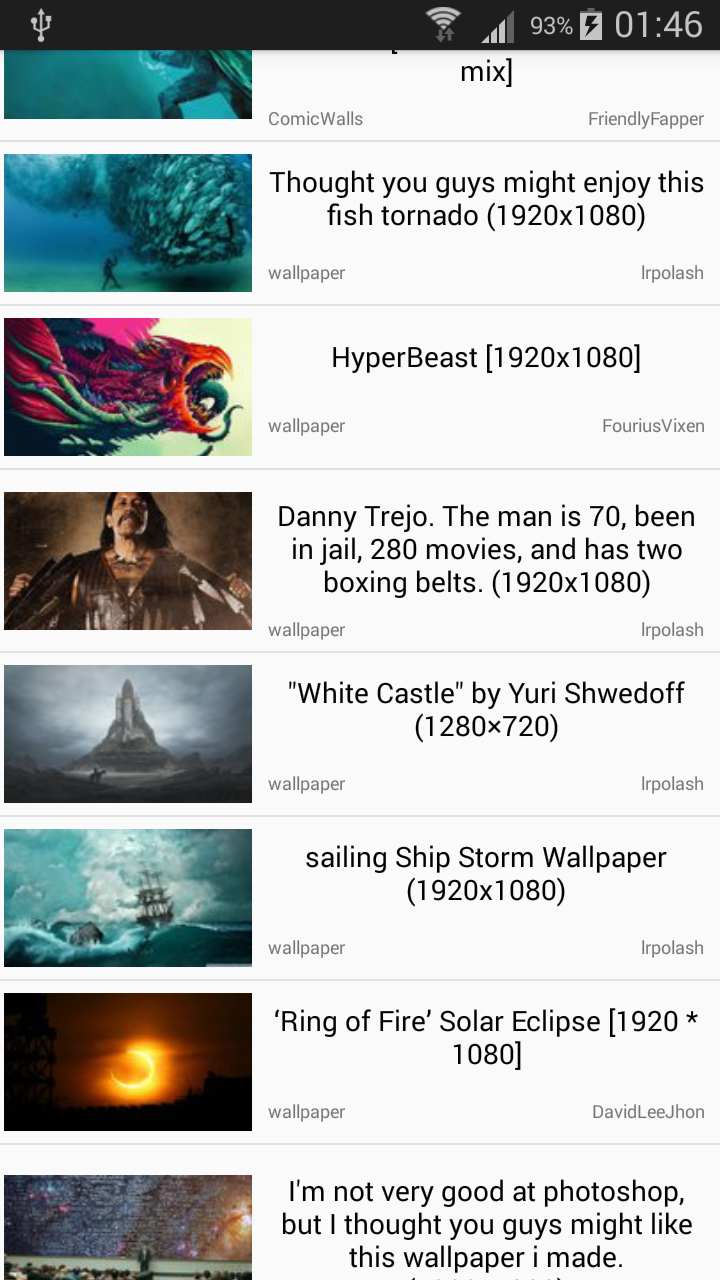 93% 01:46
mix]
ComicWalls FriendlyFapper
Thought you guys might enjoy this
fish tornado (1920x1080)
wallpaper lrpolash
HyperBeast [1920x1080]
wallpaper FouriusVixen
Danny Trejo. The man is 70, been
in jail, 280 movies, and has two
boxing belts. (1920x1080)
wallpaper lrpolash
"White Castle" by Yuri Shwedoff
(1280×720)
wallpaper lrpolash
sailing Ship Storm Wallpaper
(1920x1080)
wallpaper lrpolash
‘Ring of Fire’ Solar Eclipse [1920 *
1080]
wallpaper DavidLeeJhon
I'm not very good at photoshop,
but I thought you guys might like
this wallpaper i made.